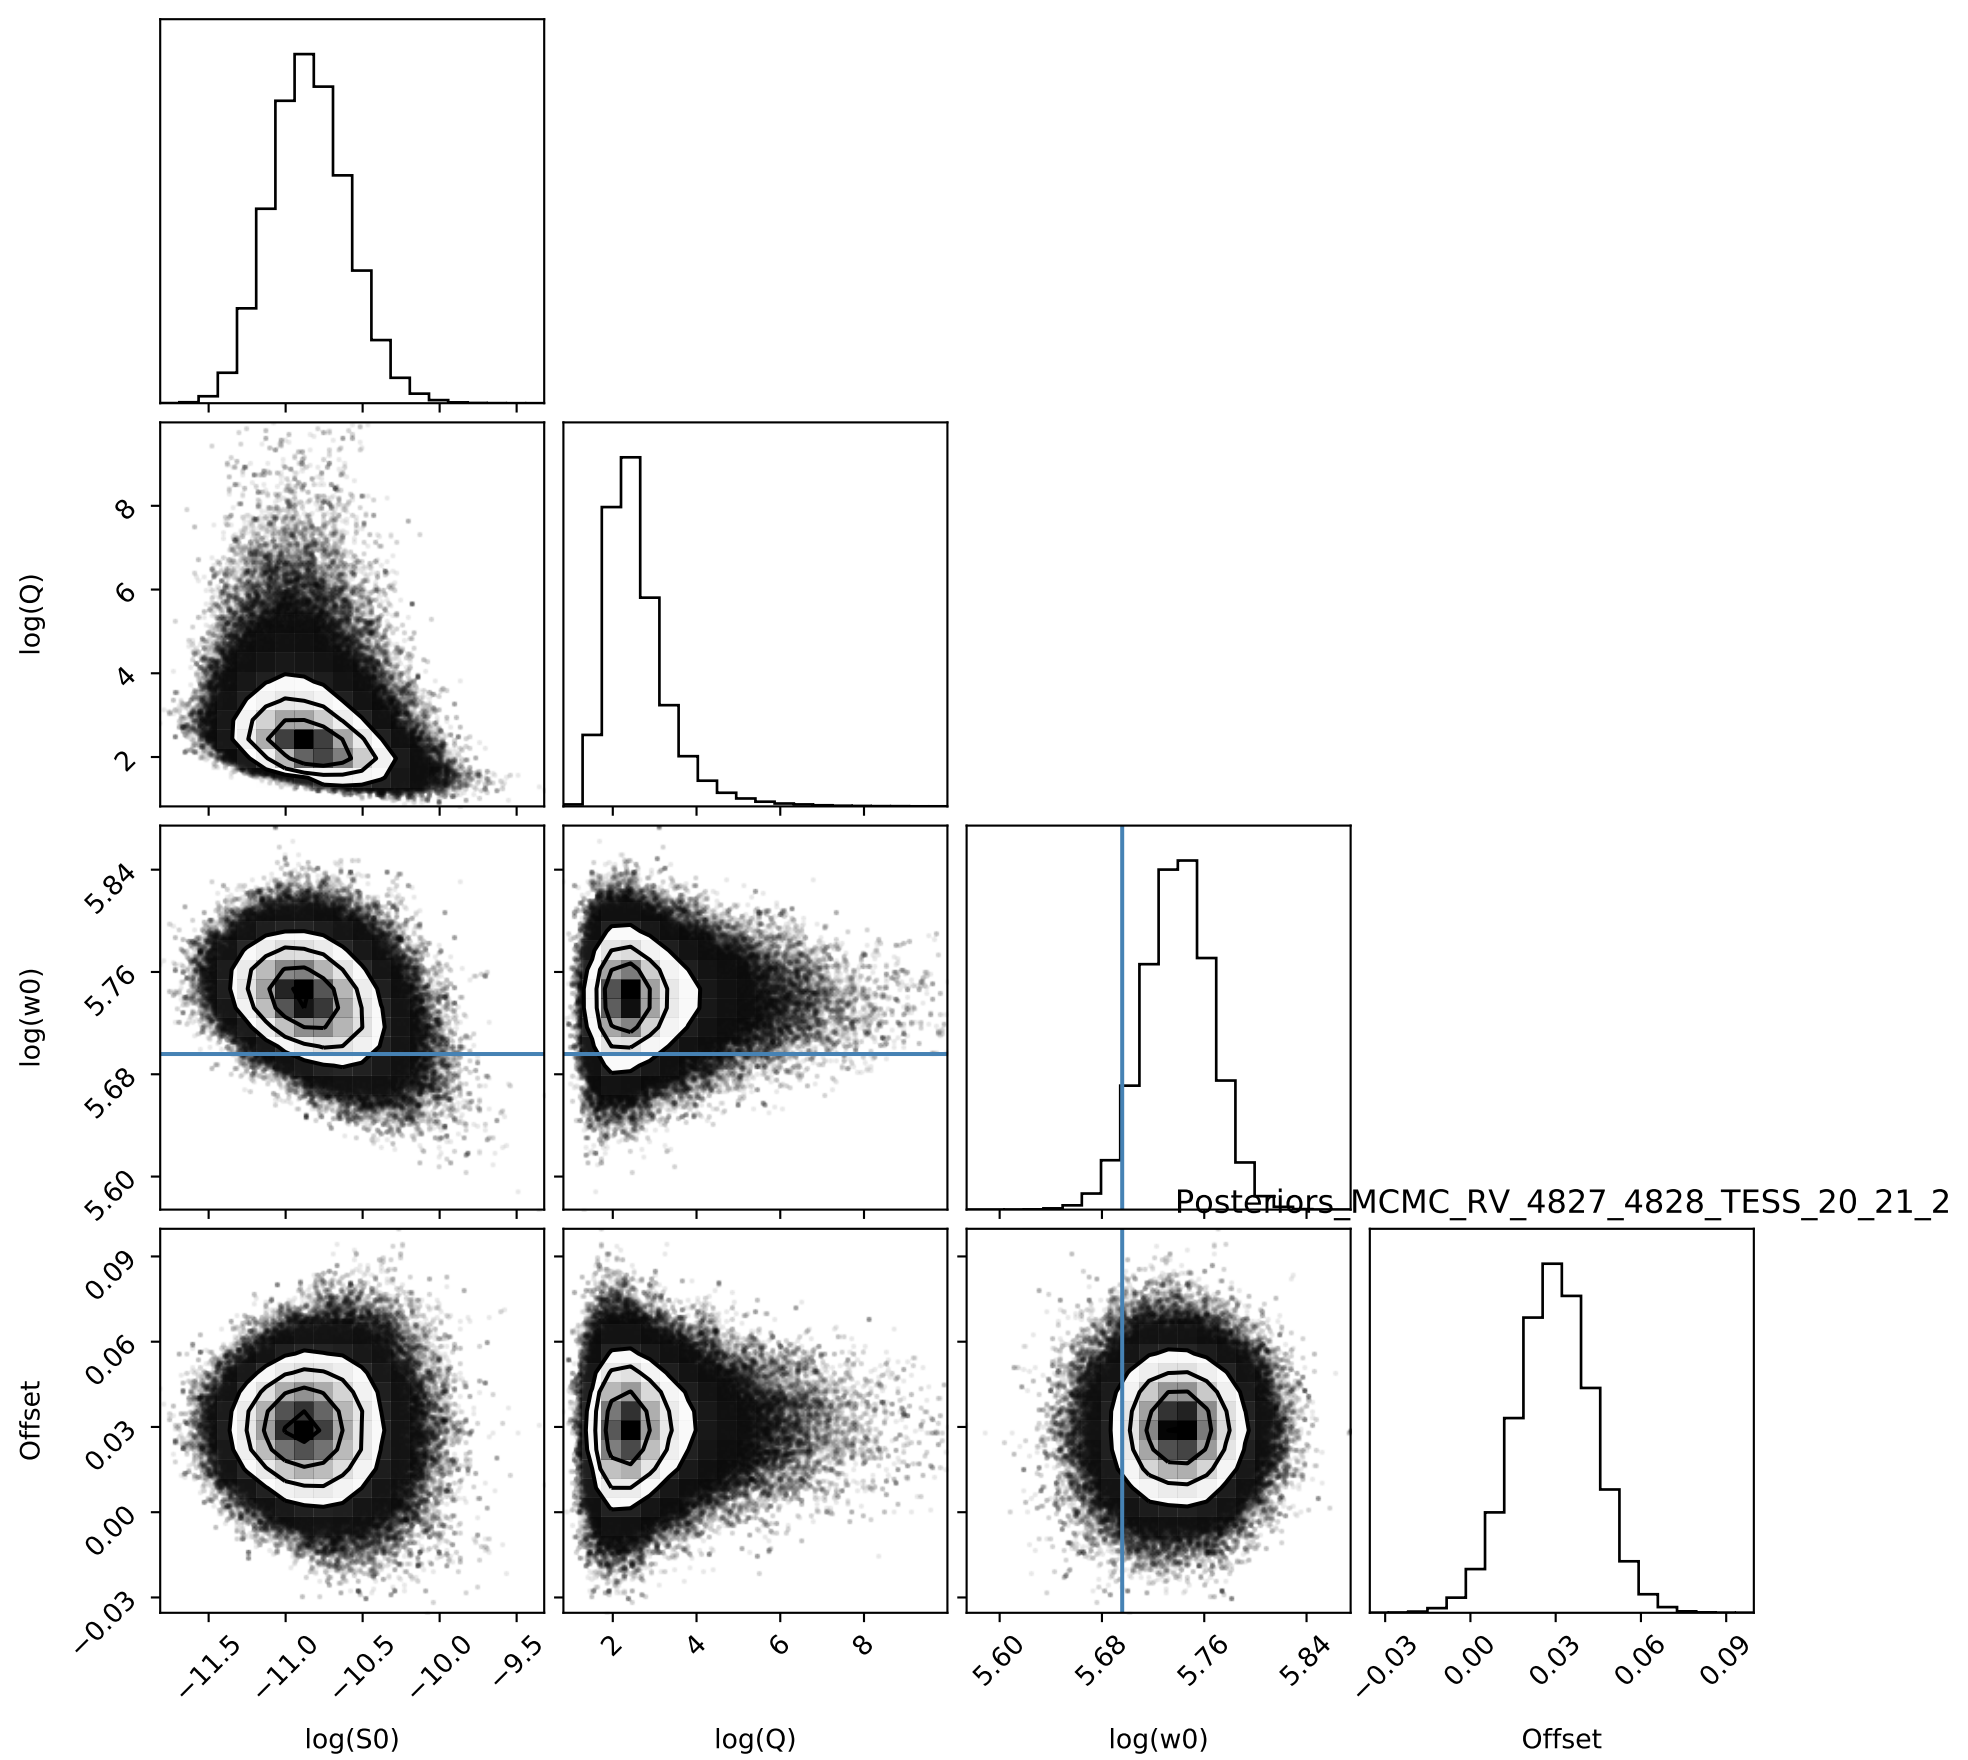 log(Q)
8
6
4
2
log(w0)
5.84
5.76
5.68
5.60
Posteriors_MCMC_RV_4827_4828_TESS_20_21_2
Offset
0.09
0.06
0.03
0.00
−0.03
−11.5 −11.0 −10.5 −10.0 −9.5
2 4 6 8
5.60 5.68 5.76 5.84
−0.03 0.00 0.03 0.06 0.09
log(S0) log(Q) log(w0) Offset